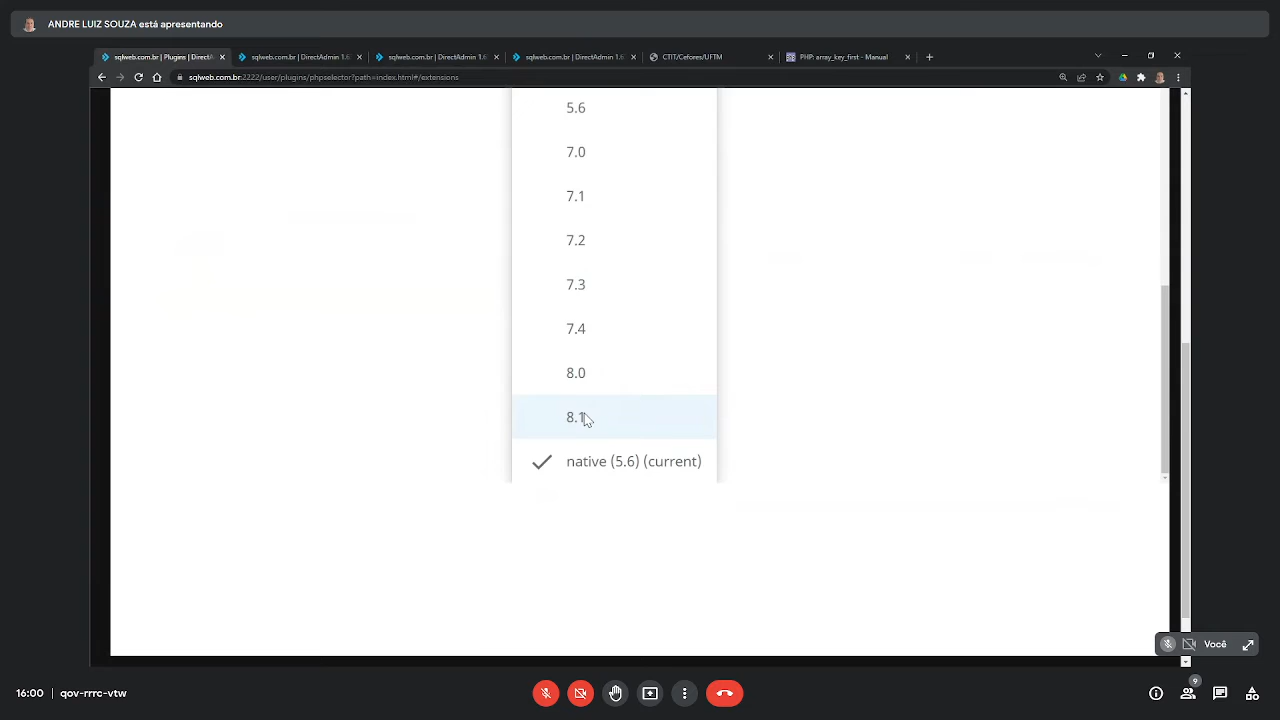 ANDRE LUIZ SOUZA está apresentando
sqlweb.com.br | Plugins | DirectA
sqlweb.com.br | DirectAdmin 1.6
sqlweb.com.br | DirectAdmin 1.6
sqlweb.com.br | DirectAdmin 1.6
CTIT/Cefores/UFTM
PHP: array_key_first - Manual
sqlweb.com.br:2222/user/plugins/phpselector?path=index.html#/extensions
5.6
7.0
7.1
7.2
7.3
7.4
8.0
8.1
native (5.6) (current)
Você
16:00
qov-rrrc-vtw
9